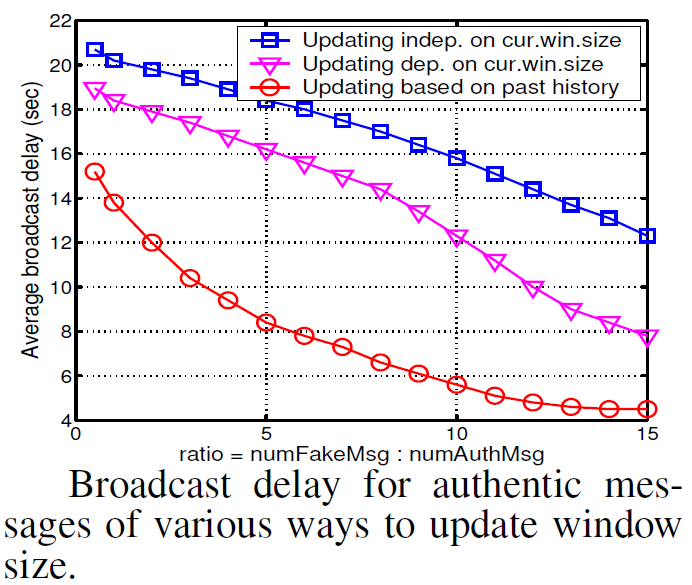 22
20
18
16
14
12
10
8
6
4
Average broadcast delay (sec)
Updating indep. on cur.win.size
Updating dep. on cur.win.size
Updating based on past history
0
5
10
15
ratio = numFakeMsg : numAuthMsg
Broadcast delay for authentic mes-
sages of various ways to update window
size.